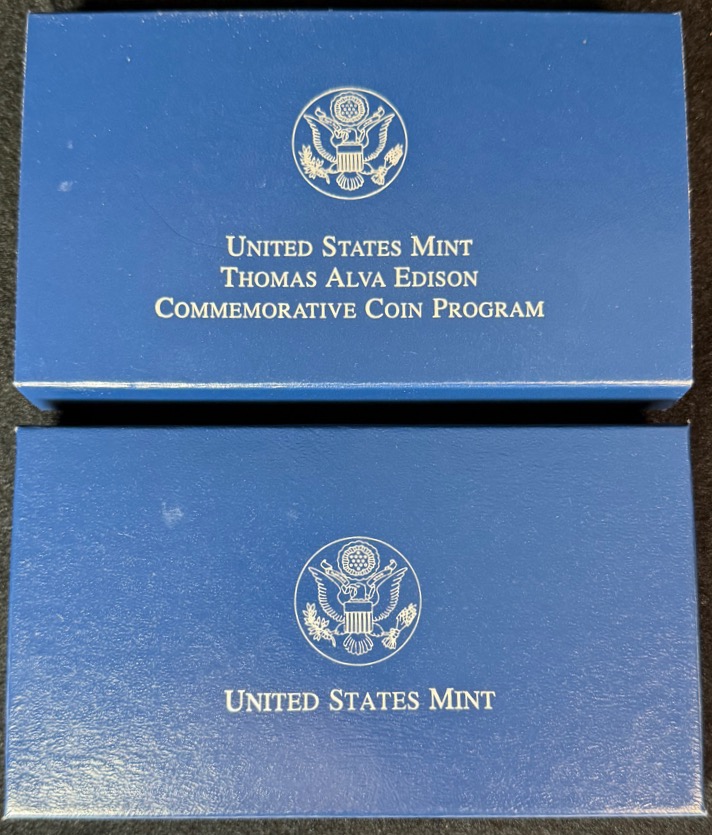 United States Mint
Thomas Alva Edison
Commemorative Coin Program
United States Mint